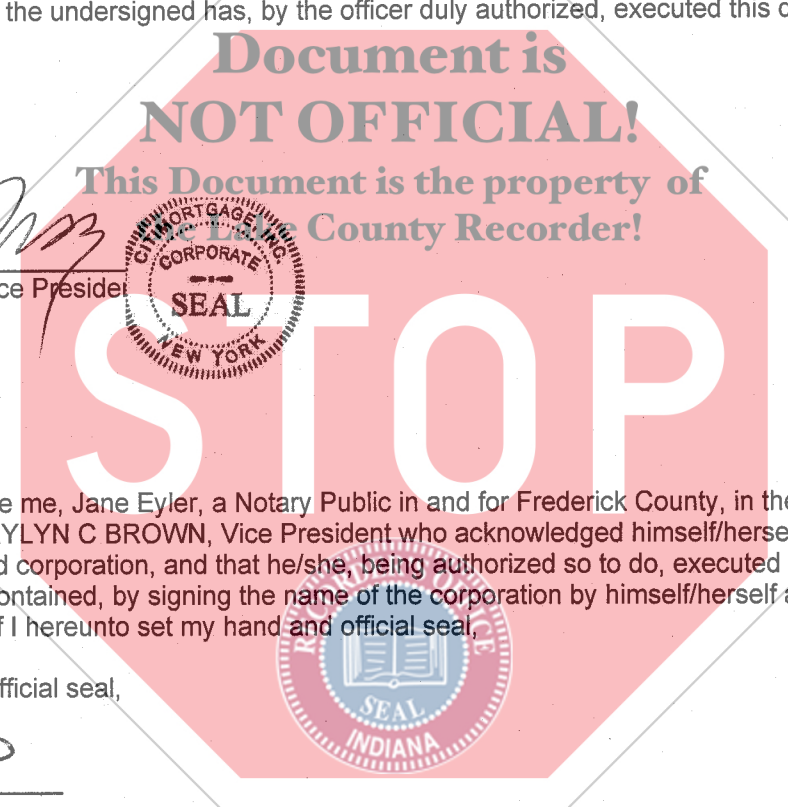 the undersigned has, by the officer duly authorized, executed this
Document is
NOT OFFICIAL!
This Document is the property of
the Lake County Recorder!
CITIMORTGAGE, INC.
CORPORATE
SEAL
NEW YORK
ce Presiden
STOP
e me, Jane Eyler, a Notary Public in and for Frederick County, in the
YLYN C BROWN, Vice President who acknowledged himself/herse
d corporation, and that he/she, being authorized so to do, executed
ontained, by signing the name of the corporation by himself/herself a
f I hereunto set my hand and official seal,
OFFICE
SEAL
INDIANA
fficial seal,